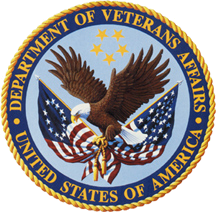 DEPARTMENT OF VETERANS AFFAIRS
UNITED STATES OF AMERICA